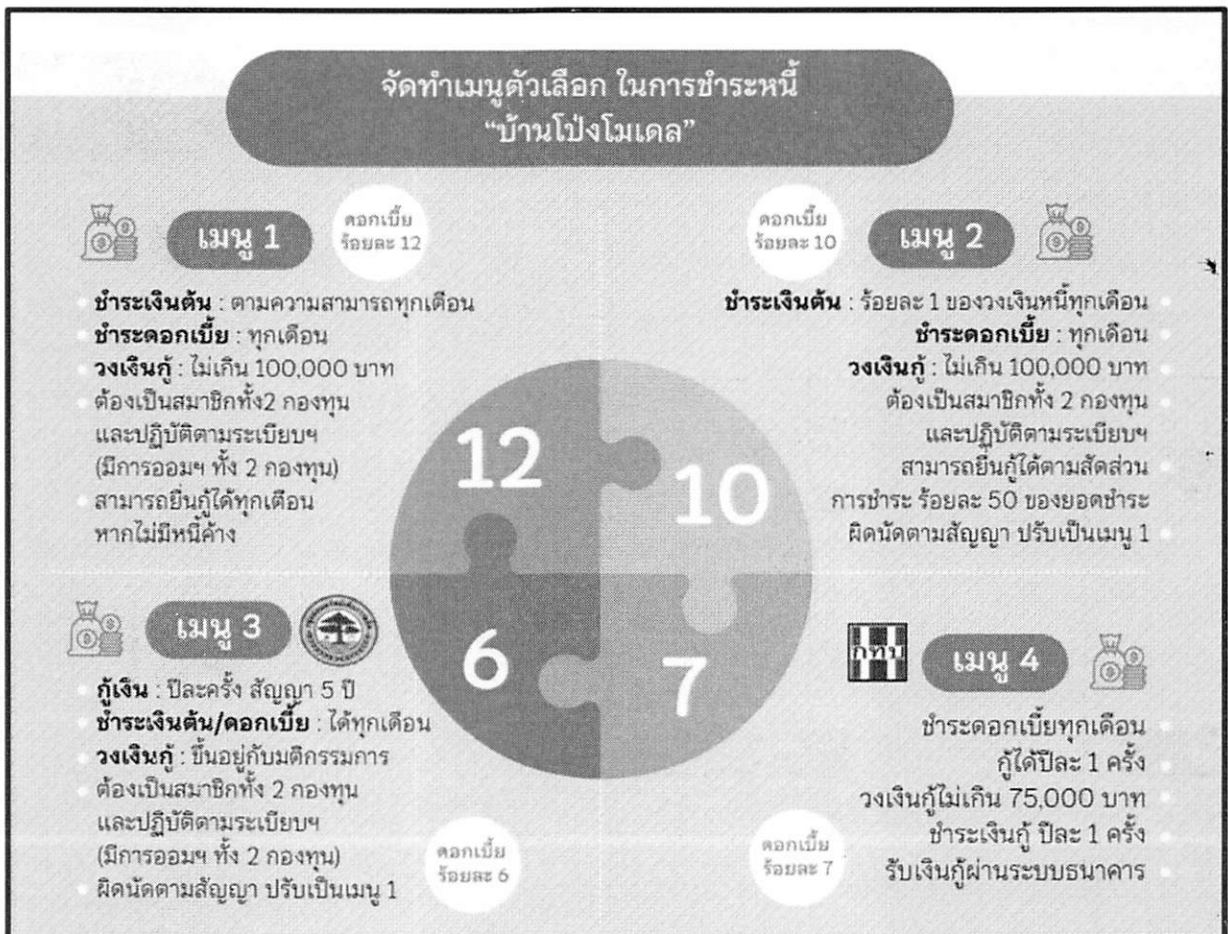 จัดทำเมนูตัวเลือก ในการชำระหนี้
“บ้านโป่งโมเดล”
เมนู 1
ดอกเบี้ย
ร้อยละ 12
ชำระเงินต้น : ตามความสามารถทุกเดือน
ชำระดอกเบี้ย : ทุกเดือน
วงเงินกู้ : ไม่เกิน 100,000 บาท
ต้องเป็นสมาชิกทั้ง2 กองทุน
และปฏิบัติตามระเบียบฯ
(มีการออมฯ ทั้ง 2 กองทุน)
สามารถยื่นกู้ได้ทุกเดือน
หากไม่มีหนี้ค้าง
ดอกเบี้ย
ร้อยละ 10
เมนู 2
ชำระเงินต้น : ร้อยละ 1 ของวงเงินหนี้ทุกเดือน
ชำระดอกเบี้ย : ทุกเดือน
วงเงินกู้ : ไม่เกิน 100,000 บาท
ต้องเป็นสมาชิกทั้ง 2 กองทุน
และปฏิบัติตามระเบียบฯ
สามารถยื่นกู้ได้ตามสัดส่วน
การชำระ ร้อยละ 50 ของยอดชำระ
ผิดนัดตามสัญญา ปรับเป็นเมนู 1
12
10
6
7
เมนู 3
กู้เงิน : ปีละครั้ง สัญญา 5 ปี
ชำระเงินต้น/ดอกเบี้ย : ได้ทุกเดือน
วงเงินกู้ : ขึ้นอยู่กับมติกรรมการ
ต้องเป็นสมาชิกทั้ง 2 กองทุน
และปฏิบัติตามระเบียบฯ
(มีการออมฯ ทั้ง 2 กองทุน)
ผิดนัดตามสัญญา ปรับเป็นเมนู 1
ดอกเบี้ย
ร้อยละ 6
กทบ
เมนู 4
ชำระดอกเบี้ยทุกเดือน
กู้ได้ปีละ 1 ครั้ง
วงเงินกู้ไม่เกิน 75,000 บาท
ชำระเงินกู้ ปีละ 1 ครั้ง
รับเงินกู้ผ่านระบบธนาคาร
ดอกเบี้ย
ร้อยละ 7